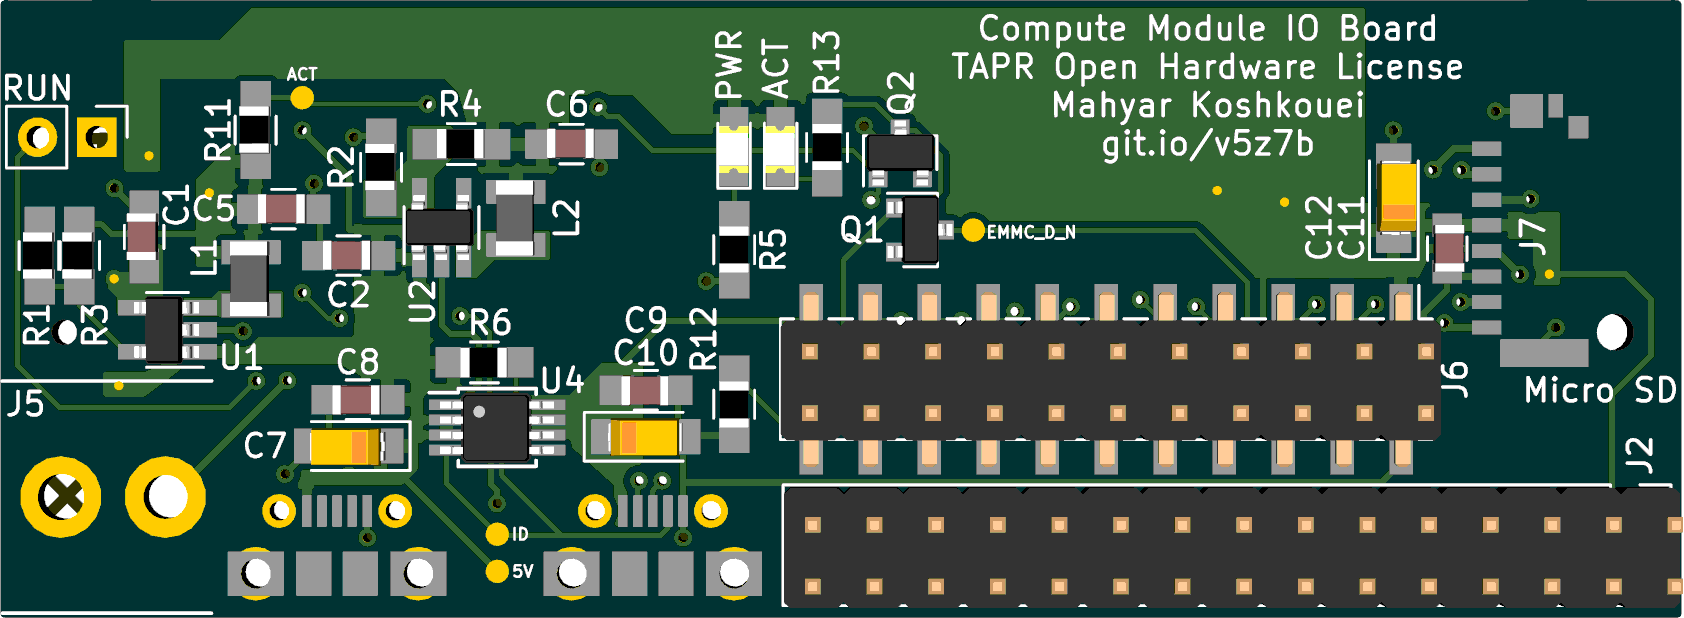 Compute Module IO Board
TAPR Open Hardware License
Mahyar Koshkouei
git.io/v5z7b
RUN
ACT
R11
R4
C6
PWR
ACT
R13
Q2
R2
C1
C5
L1
L2
R5
Q1
EMMC_D_N
C12
C11
J7
R1
R3
C2
U2
U1
R6
C9
C10
R12
C8
U4
J6
Micro SD
J5
C7
J2
ID
5V